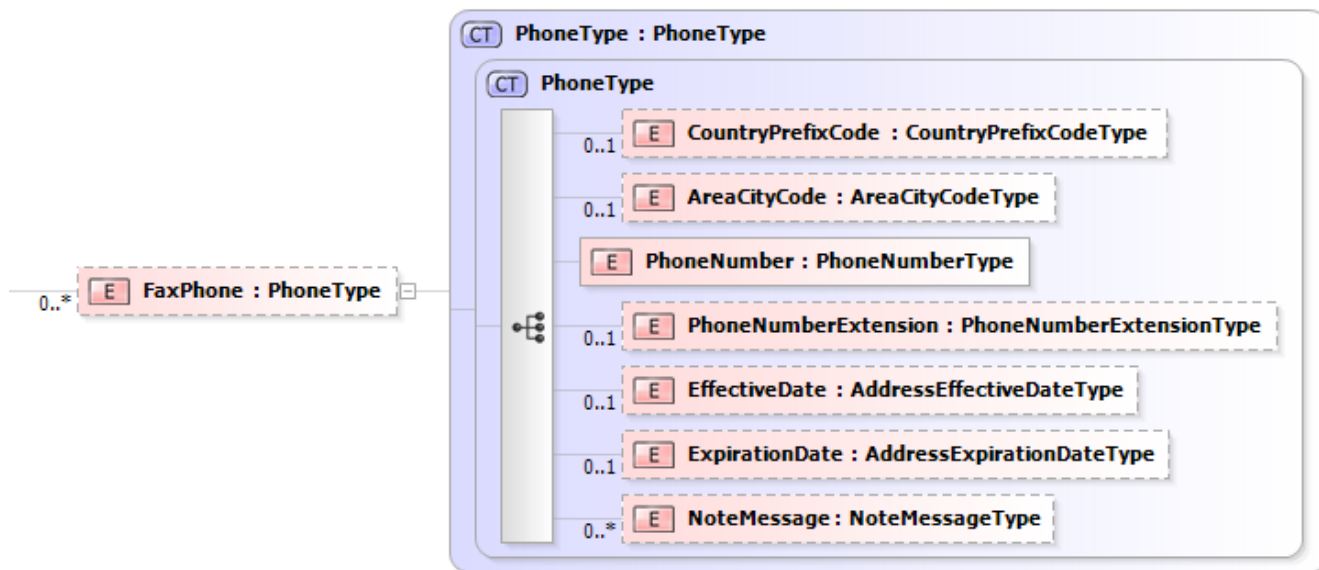 CT PhoneType : PhoneType
CT PhoneType
E CountryPrefixCode : CountryPrefixCodeType
0..1
E AreaCityCode : AreaCityCodeType
0..1
E PhoneNumber : PhoneNumberType
E FaxPhone : PhoneType
0..*
E PhoneNumberExtension : PhoneNumberExtensionType
0..1
E EffectiveDate : AddressEffectiveDateType
0..1
E ExpirationDate : AddressExpirationDateType
0..1
E NoteMessage : NoteMessageType
0..*